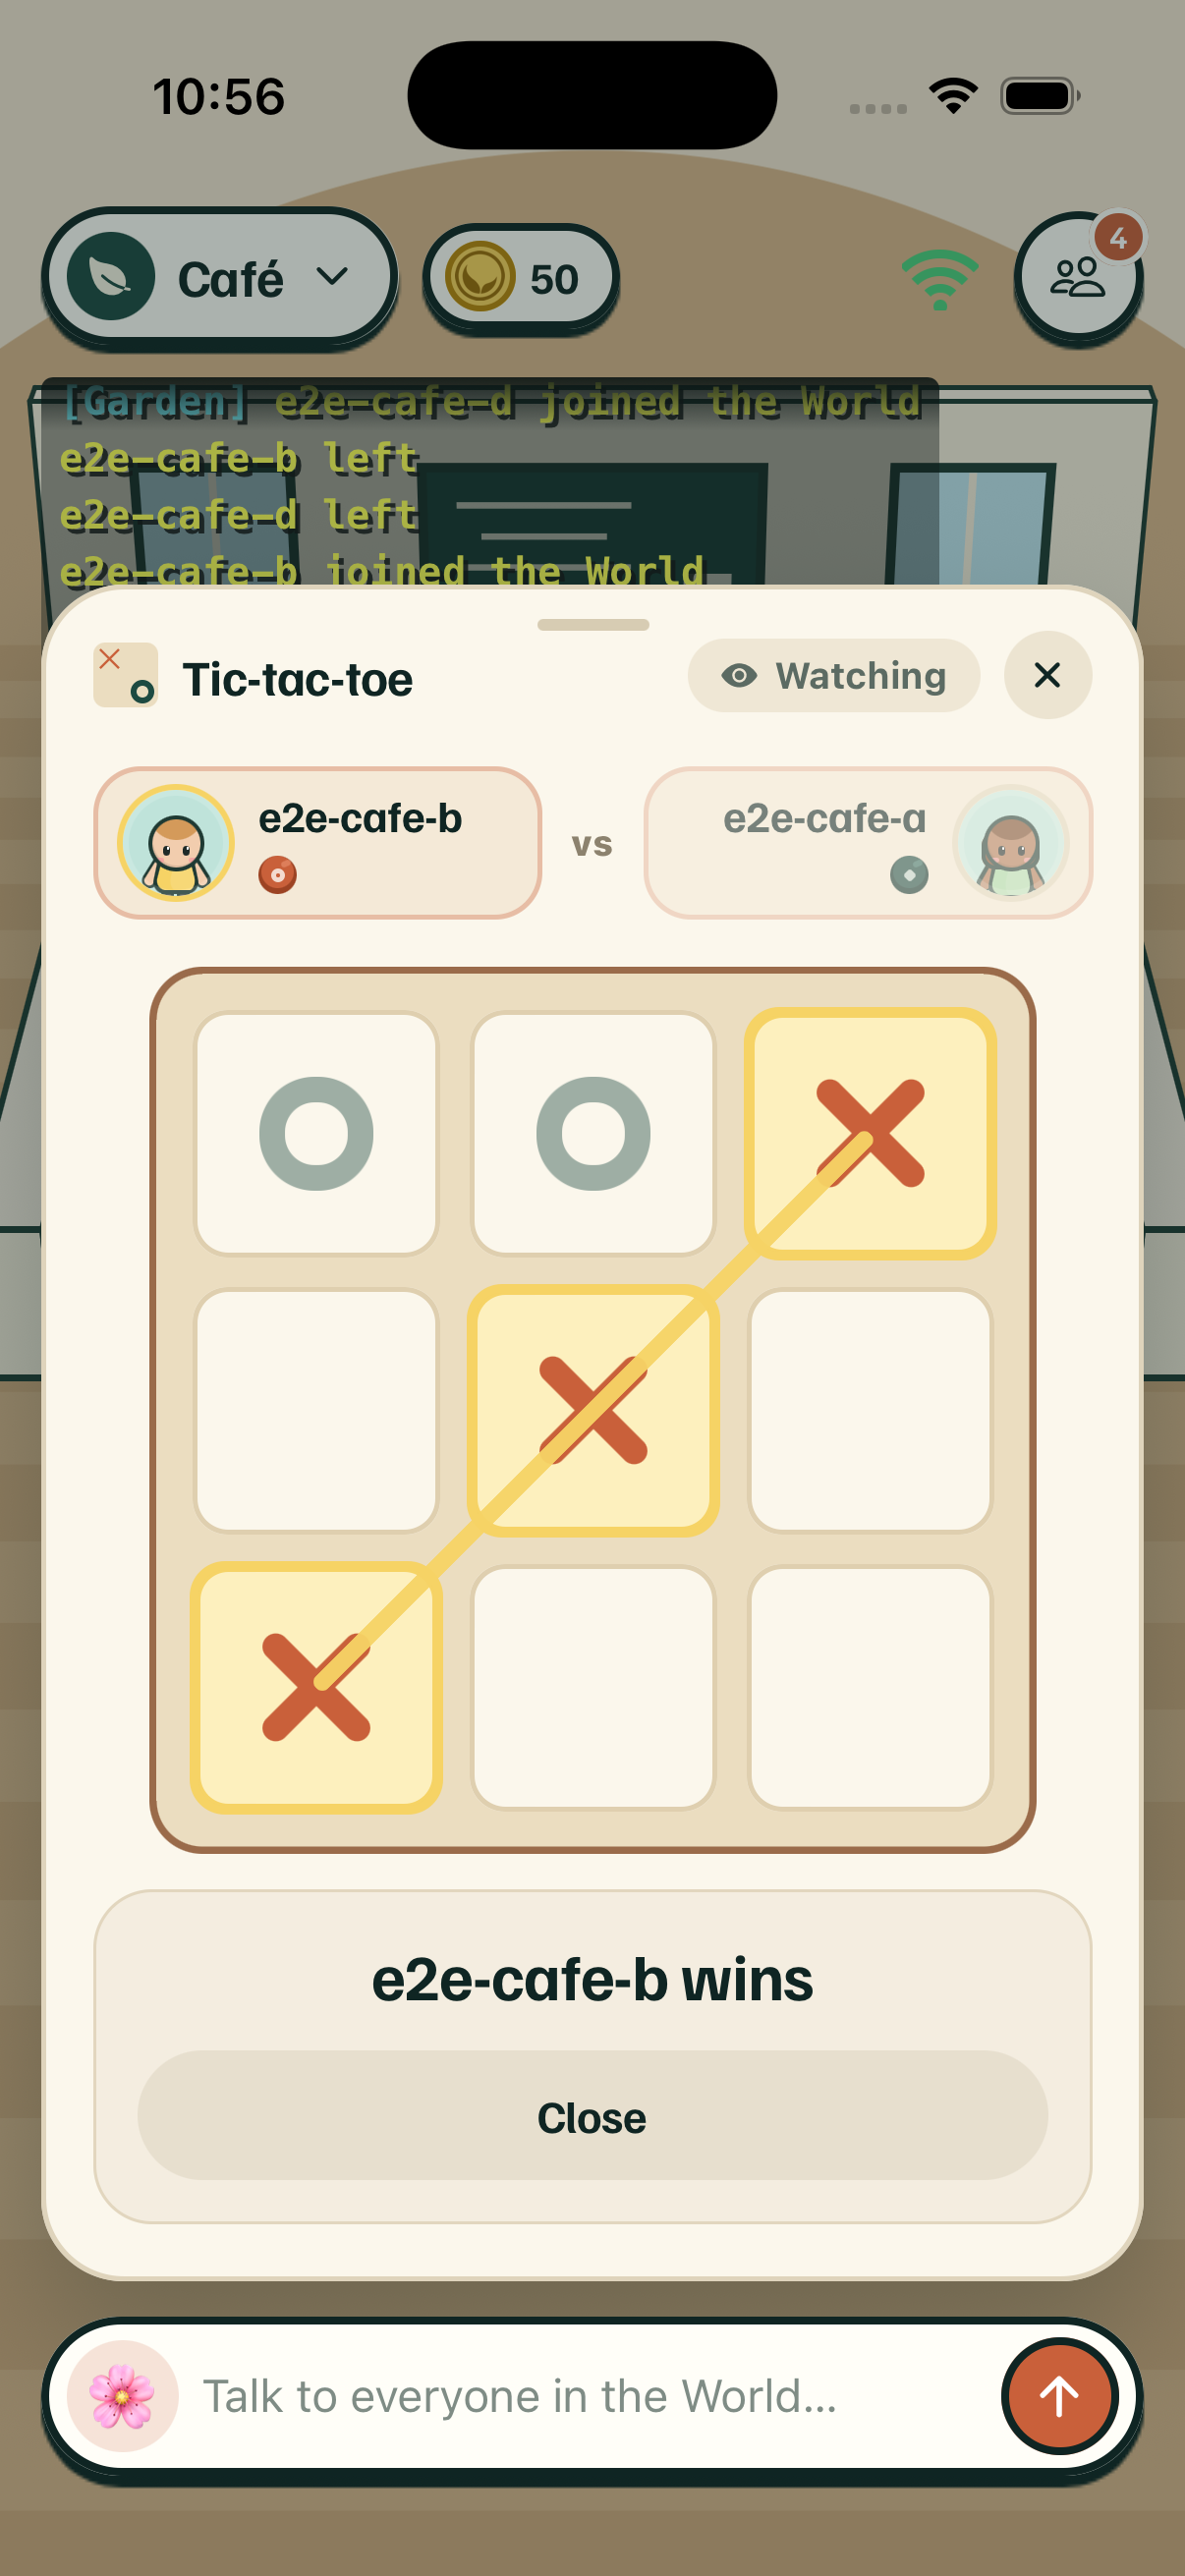 10:56
Café
50
4
[Garden] e2e-cafe-d joined the World
e2e-cafe-b left
e2e-cafe-d left
e2e-cafe-b joined the World
Tic-tac-toe
Watching
e2e-cafe-b
vs
e2e-cafe-a
e2e-cafe-b wins
Close
Talk to everyone in the World...